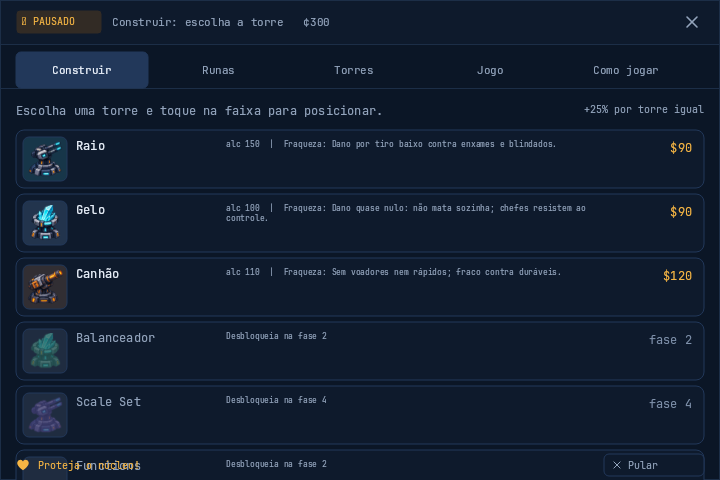 PAUSADO Construir: escolha a torre $300
Construir Runas Torres Jogo Como jogar
Escolha uma torre e toque na faixa para posicionar. +25% por torre igual
Raio alc 150 | Fraqueza: Dano por tiro baixo contra enxames e blindados. $90
Gelo alc 100 | Fraqueza: Dano quase nulo: não mata sozinha; chefes resistem ao $90
controle.
Canhão alc 110 | Fraqueza: Sem voadores nem rápidos; fraco contra duráveis. $120
Balanceador Desbloqueia na fase 2 fase 2
Scale Set Desbloqueia na fase 4 fase 4
Functions Desbloqueia na fase 2
Pular